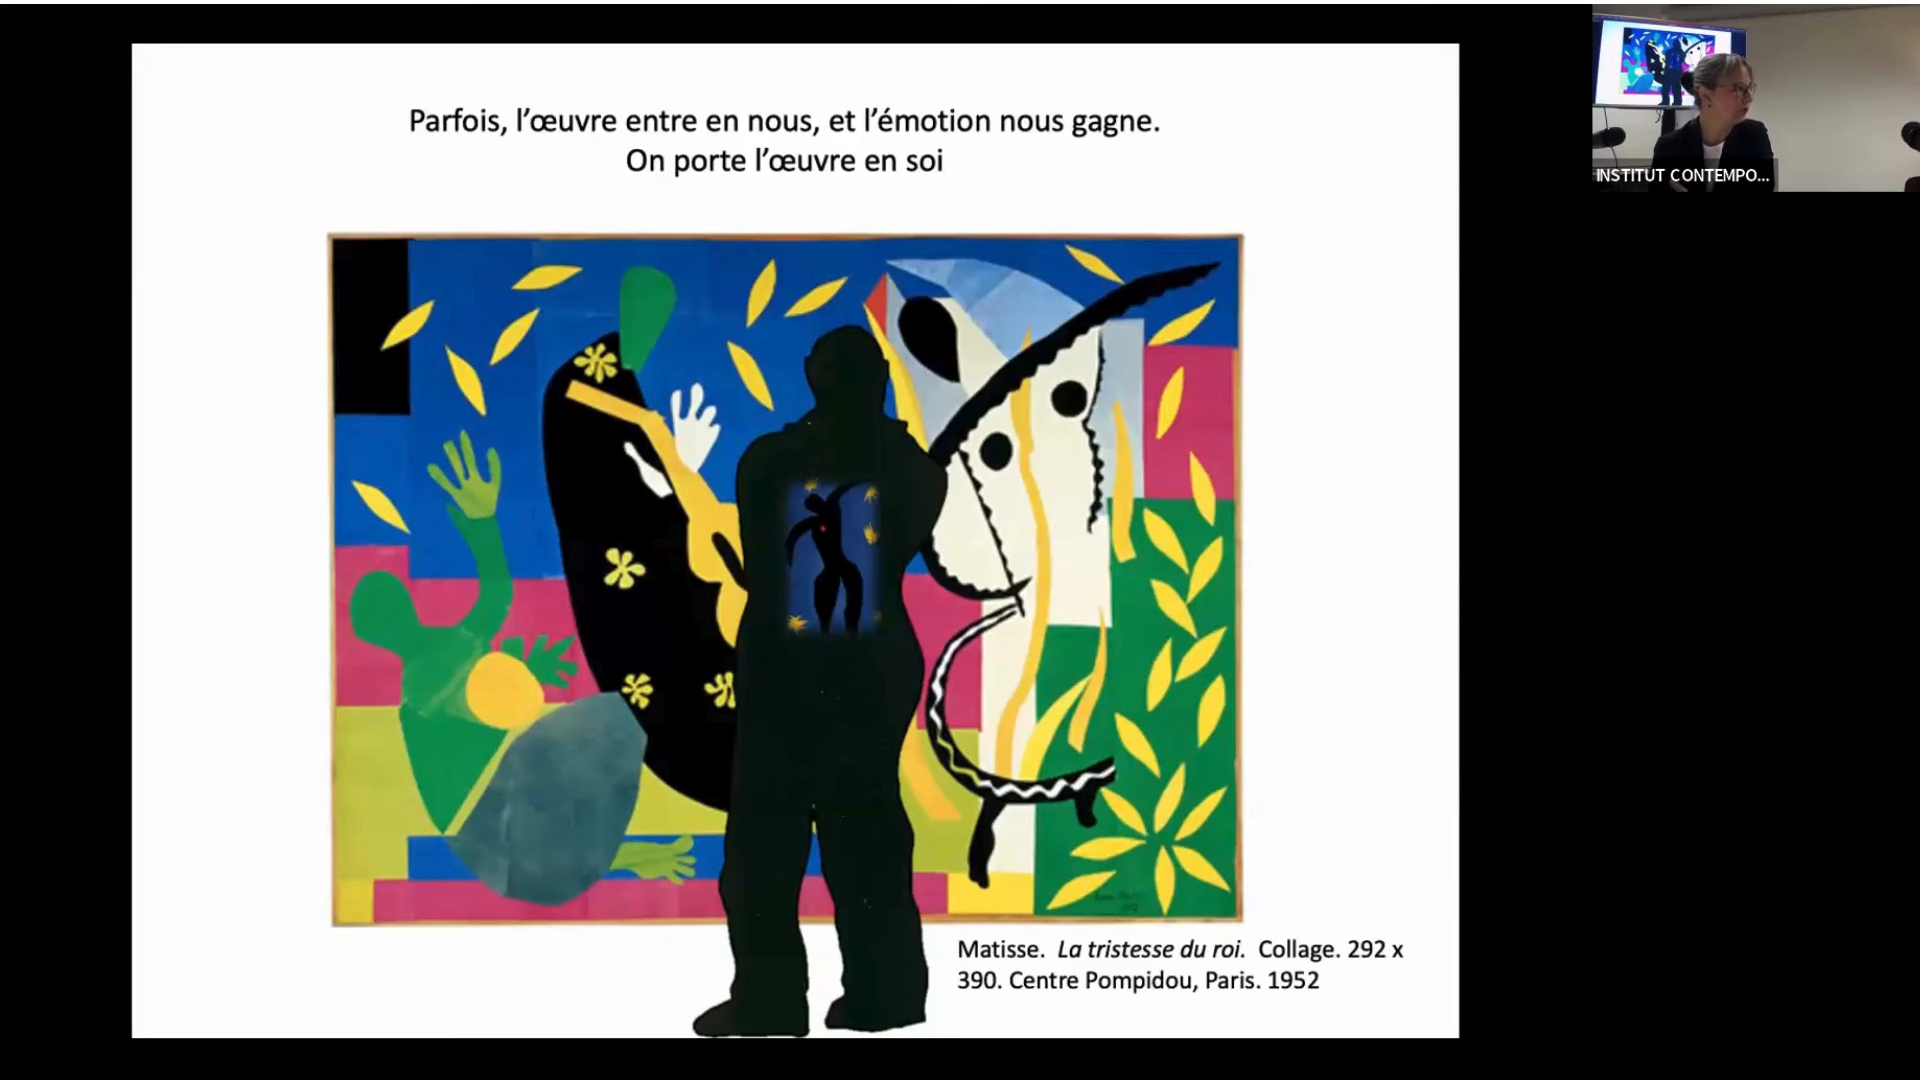 Parfois, l’œuvre entre en nous, et l’émotion nous gagne.
On porte l’œuvre en soi
INSTITUT CONTEMPO...
Matisse. La tristesse du roi. Collage. 292 x
390. Centre Pompidou, Paris. 1952